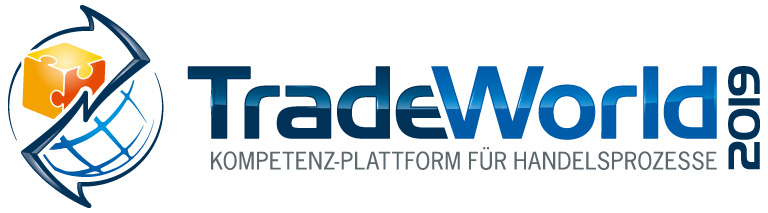 TradeWorld
2019
KOMPETENZ-PLATTFORM FÜR HANDELSPROZESSE